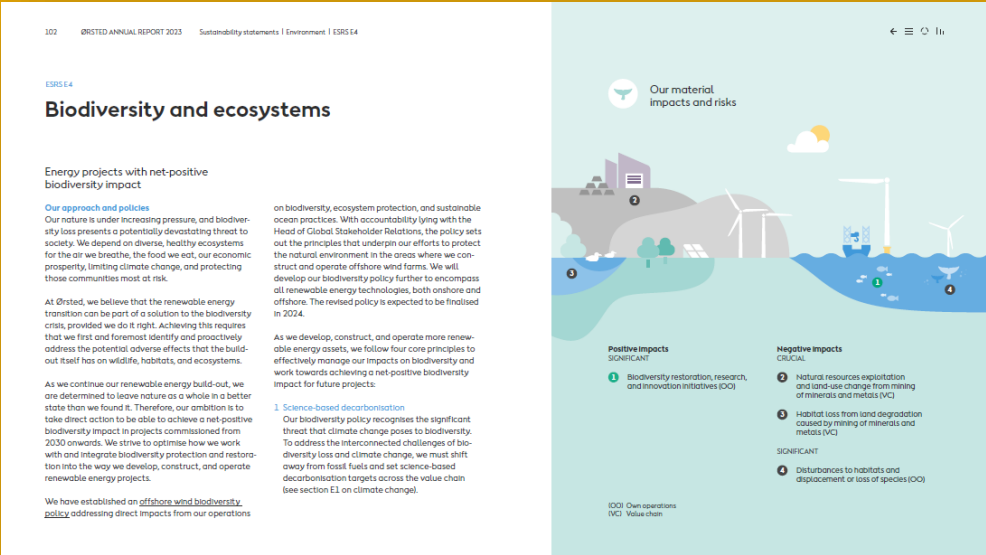 102 ØRSTED ANNUAL REPORT 2023 Sustainability statements | Environment | ESRS E4
ESRS E4
Biodiversity and ecosystems
Energy projects with net-positive
biodiversity impact
Our approach and policies
Our nature is under increasing pressure, and biodiver-
sity loss presents a potentially devastating threat to
society. We depend on diverse, healthy ecosystems
for the air we breathe, the food we eat, our economic
prosperity, limiting climate change, and protecting
those communities most at risk.
At Ørsted, we believe that the renewable energy
transition can be part of a solution to the biodiversity
crisis, provided we do it right. Achieving this requires
that we first and foremost identify and proactively
address the potential adverse effects that the build-
out itself has on wildlife, habitats, and ecosystems.
As we continue our renewable energy build-out, we
are determined to leave nature as a whole in a better
state than we found it. Therefore, our ambition is to
take direct action to be able to achieve a net-positive
biodiversity impact in projects commissioned from
2030 onwards. We strive to optimise how we work
with and integrate biodiversity protection and restora-
tion into the way we develop, construct, and operate
renewable energy projects.
We have established an offshore wind biodiversity
policy addressing direct impacts from our operations
on biodiversity, ecosystem protection, and sustainable
ocean practices. With accountability lying with the
Head of Global Stakeholder Relations, the policy sets
out the principles that underpin our efforts to protect
the natural environment in the areas where we con-
struct and operate offshore wind farms. We will
develop our biodiversity policy further to encompass
all renewable energy technologies, both onshore and
offshore. The revised policy is expected to be finalised
in 2024.
As we develop, construct, and operate more renew-
able energy assets, we follow four core principles to
effectively manage our impacts on biodiversity and
work towards achieving a net-positive biodiversity
impact for future projects:
1 Science-based decarbonisation
Our biodiversity policy recognises the significant
threat that climate change poses to biodiversity.
To address the interconnected challenges of bio-
diversity loss and climate change, we must shift
away from fossil fuels and set science-based
decarbonisation targets across the value chain
(see section E1 on climate change).
Our material
impacts and risks
2
3
1
4
Positive impacts
SIGNIFICANT
1 Biodiversity restoration, research,
and innovation initiatives (OO)
Negative impacts
CRUCIAL
2 Natural resources exploitation
and land-use change from mining
of minerals and metals (VC)
3 Habitat loss from land degradation
caused by mining of minerals and
metals (VC)
SIGNIFICANT
4 Disturbances to habitats and
displacement or loss of species (OO)
(OO) Own operations
(VC) Value chain